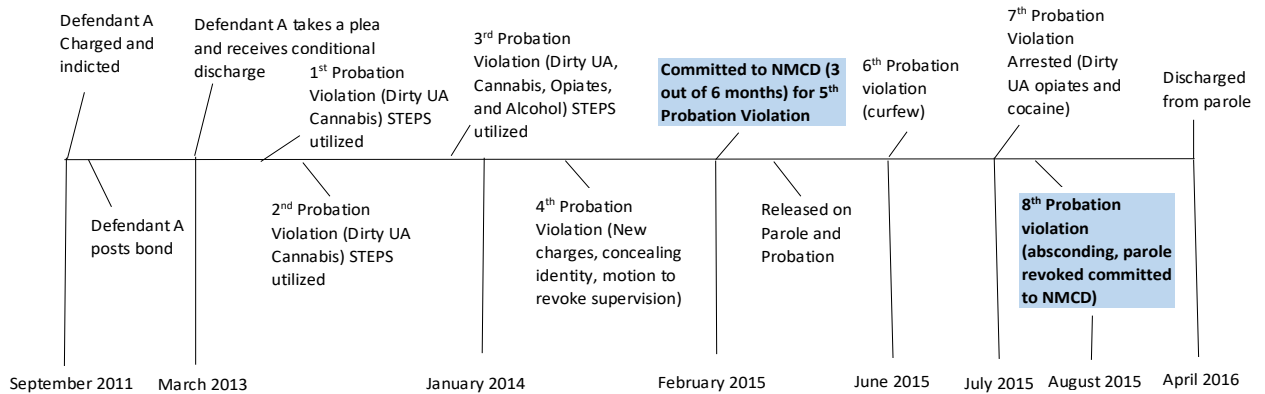 Defendant A
Charged and
indicted
Defendant A takes a plea
and receives conditional
discharge
1st Probation
Violation (Dirty UA
Cannabis) STEPS
utilized
3rd Probation
Violation (Dirty UA,
Cannabis, Opiates,
and Alcohol) STEPS
utilized
Committed to NMCD (3
out of 6 months) for 5th
Probation Violation
6th Probation
violation
(curfew)
7th Probation
Violation
Arrested (Dirty
UA opiates and
cocaine)
Discharged
from parole
Defendant A
posts bond
2nd Probation
Violation (Dirty UA
Cannabis) STEPS
utilized
4th Probation
Violation (New
charges, concealing
identity, motion to
revoke supervision)
Released on
Parole and
Probation
8th Probation
violation
(absconding, parole
revoked committed
to NMCD)
September 2011
March 2013
January 2014
February 2015
June 2015
July 2015
August 2015
April 2016